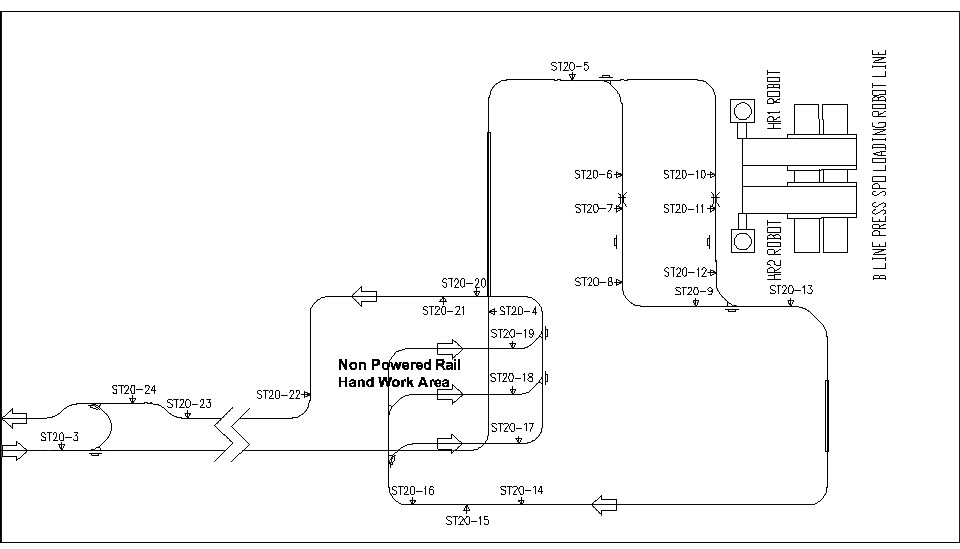 ST20-5
HR1 ROBOT
B LINE PRESS SPD LOADING ROBOT LINE
ST20-6
ST20-10
ST20-7
ST20-11
HR2 ROBOT
ST20-12
ST20-8
ST20-20
ST20-9
ST20-13
ST20-21
ST20-4
ST20-19
Non Powered Rail
Hand Work Area
ST20-18
ST20-24
ST20-22
ST20-23
ST20-17
ST20-3
ST20-16
ST20-14
ST20-15